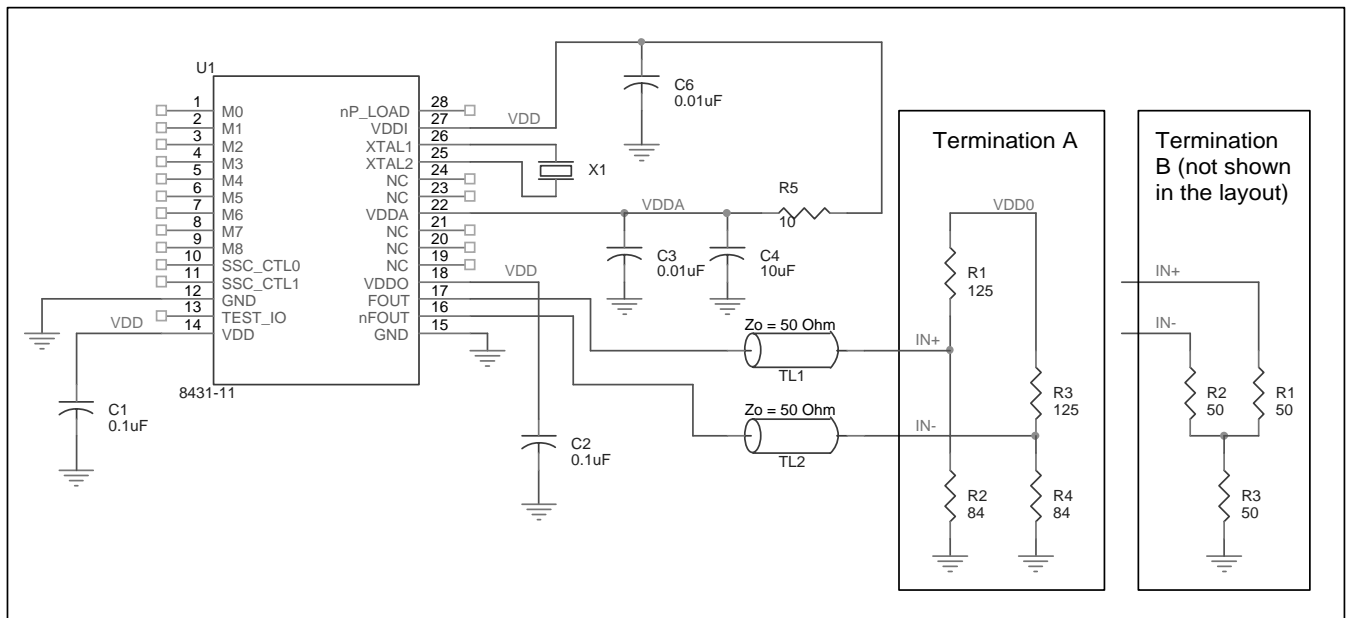 U1
1 M0
2 M1
3 M2
4 M3
5 M4
6 M5
7 M6
8 M7
9 M8
10 SSC_CTL0
11 SSC_CTL1
12 GND
13 TEST_IO
14 VDD
28 nP_LOAD
27 VDDI
26 XTAL1
25 XTAL2
24 NC
23 NC
22 VDDA
21 NC
20 NC
19 NC
18 VDDO
17 FOUT
16 nFOUT
15 GND
8431-11
VDD
C1
0.1uF
VDD
C6
0.01uF
X1
VDDA
R5
10
C3
0.01uF
C4
10uF
VDD
C2
0.1uF
Zo = 50 Ohm
TL1
Zo = 50 Ohm
TL2
Termination A
VDD0
R1
125
IN+
R3
125
IN-
R2
84
R4
84
Termination
B (not shown
in the layout)
IN+
IN-
R2
50
R1
50
R3
50